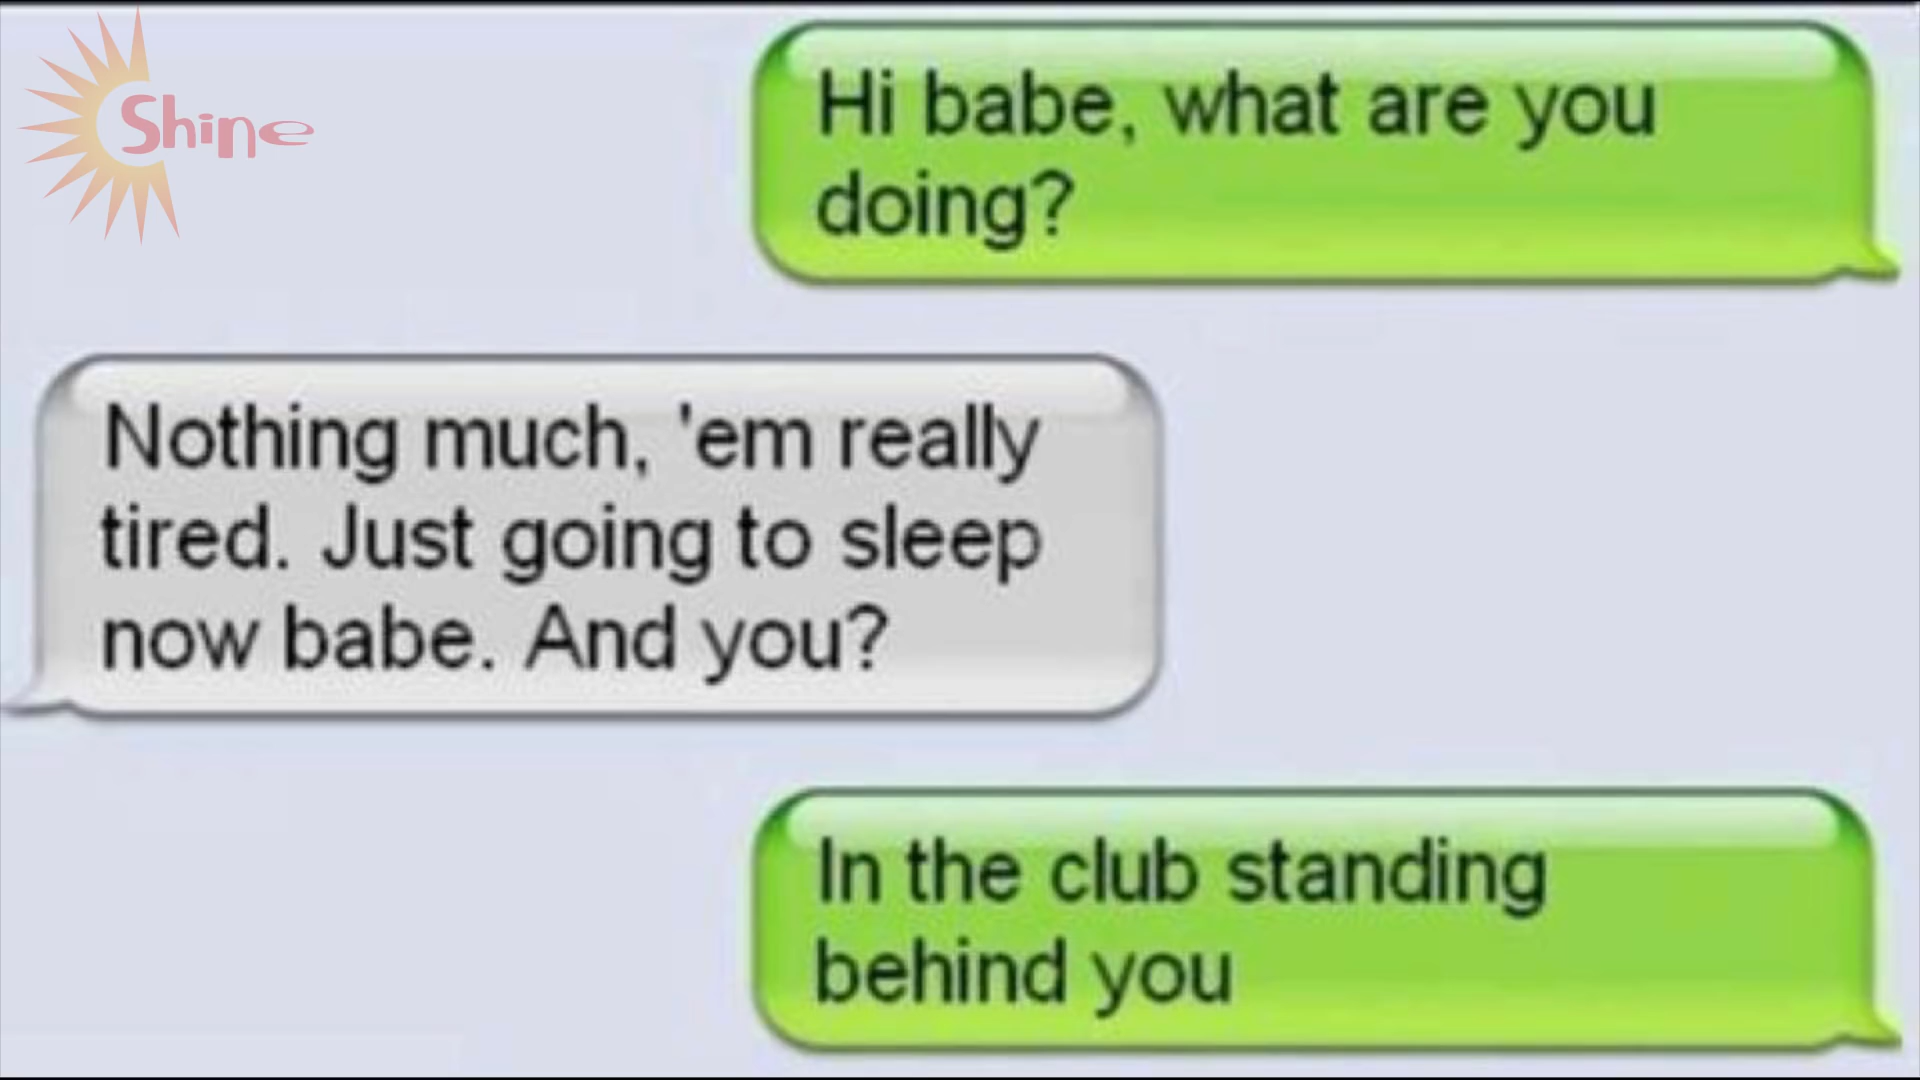 Shine
Hi babe, what are you
doing?
Nothing much, 'em really
tired. Just going to sleep
now babe. And you?
In the club standing
behind you